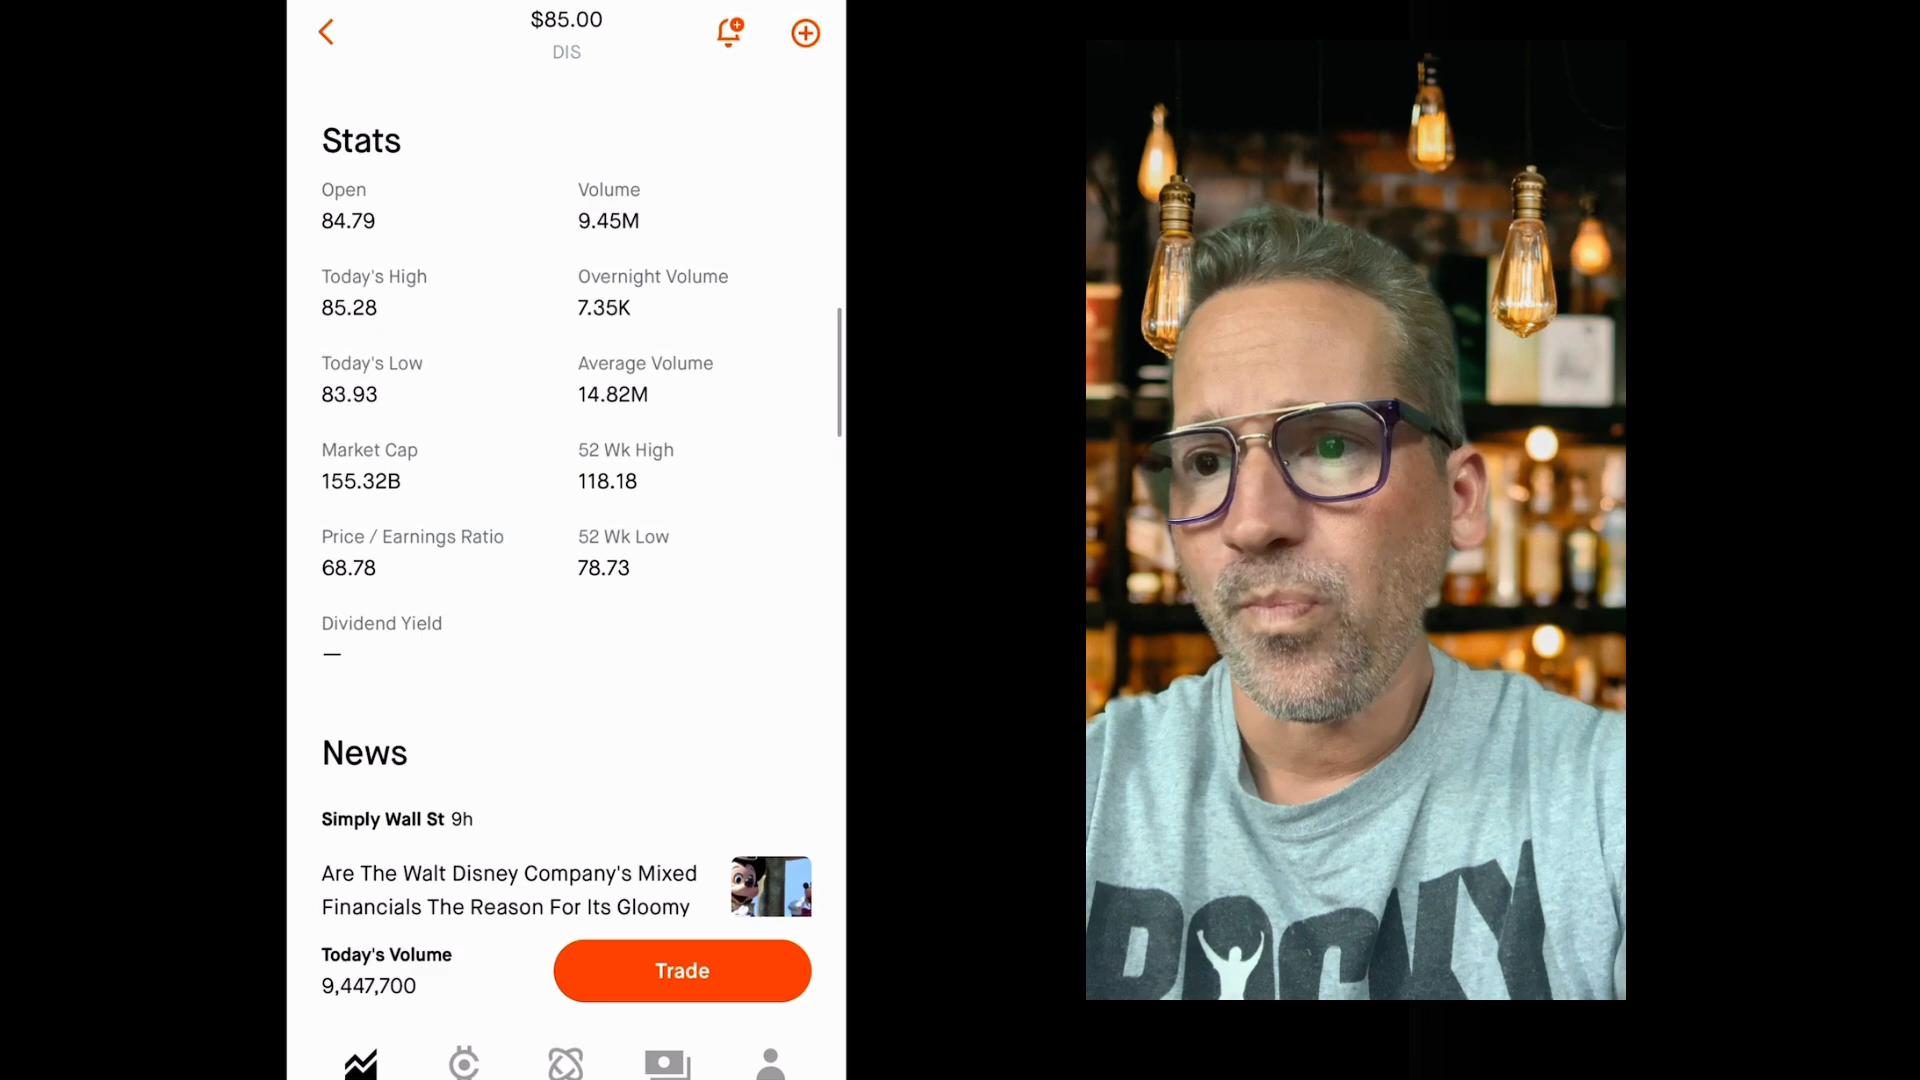 $85.00
DIS
Stats
Open
84.79
Volume
9.45M
Today's High
85.28
Overnight Volume
7.35K
Today's Low
83.93
Average Volume
14.82M
Market Cap
155.32B
52 Wk High
118.18
Price / Earnings Ratio
68.78
52 Wk Low
78.73
Dividend Yield
—
News
Simply Wall St 9h
Are The Walt Disney Company's Mixed
Financials The Reason For Its Gloomy
Today's Volume
9,447,700
Trade
ROCKY